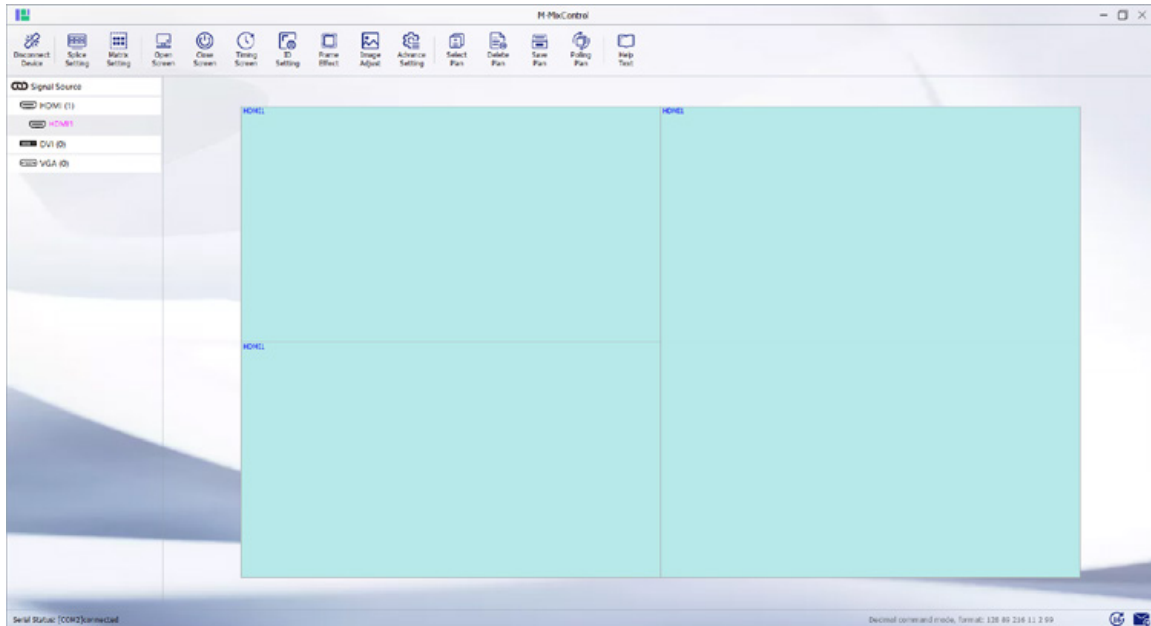 M-MixControl
Disconnect Device
Splice Setting
Matrix Setting
Open Screen
Close Screen
Timing Screen
ID Setting
Frame Effect
Image Adjust
Advance Setting
Select Plan
Delete Plan
Save Plan
Polling Plan
Help Text
Signal Source
HDMI (1)
HDMI1
DVI (0)
VGA (0)
HDMI1
HDMI1
HDMI1
Serial Status: [COM2]connected
Decimal command mode, format: 128 86 236 11 2 99